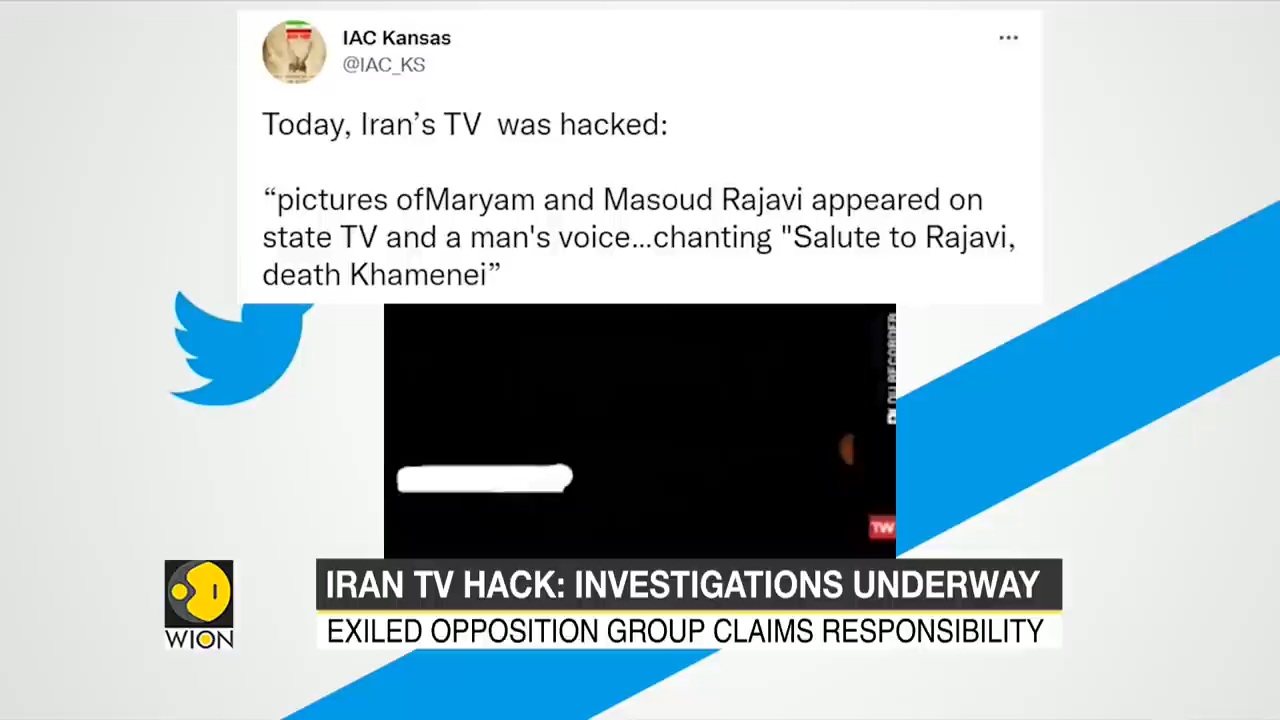 IAC Kansas
@IAC_KS
Today, Iran’s TV  was hacked:
“pictures ofMaryam and Masoud Rajavi appeared on
state TV and a man's voice...chanting "Salute to Rajavi,
death Khamenei”
DU RECORDER
TW
IRAN TV HACK: INVESTIGATIONS UNDERWAY
EXILED OPPOSITION GROUP CLAIMS RESPONSIBILITY
WION